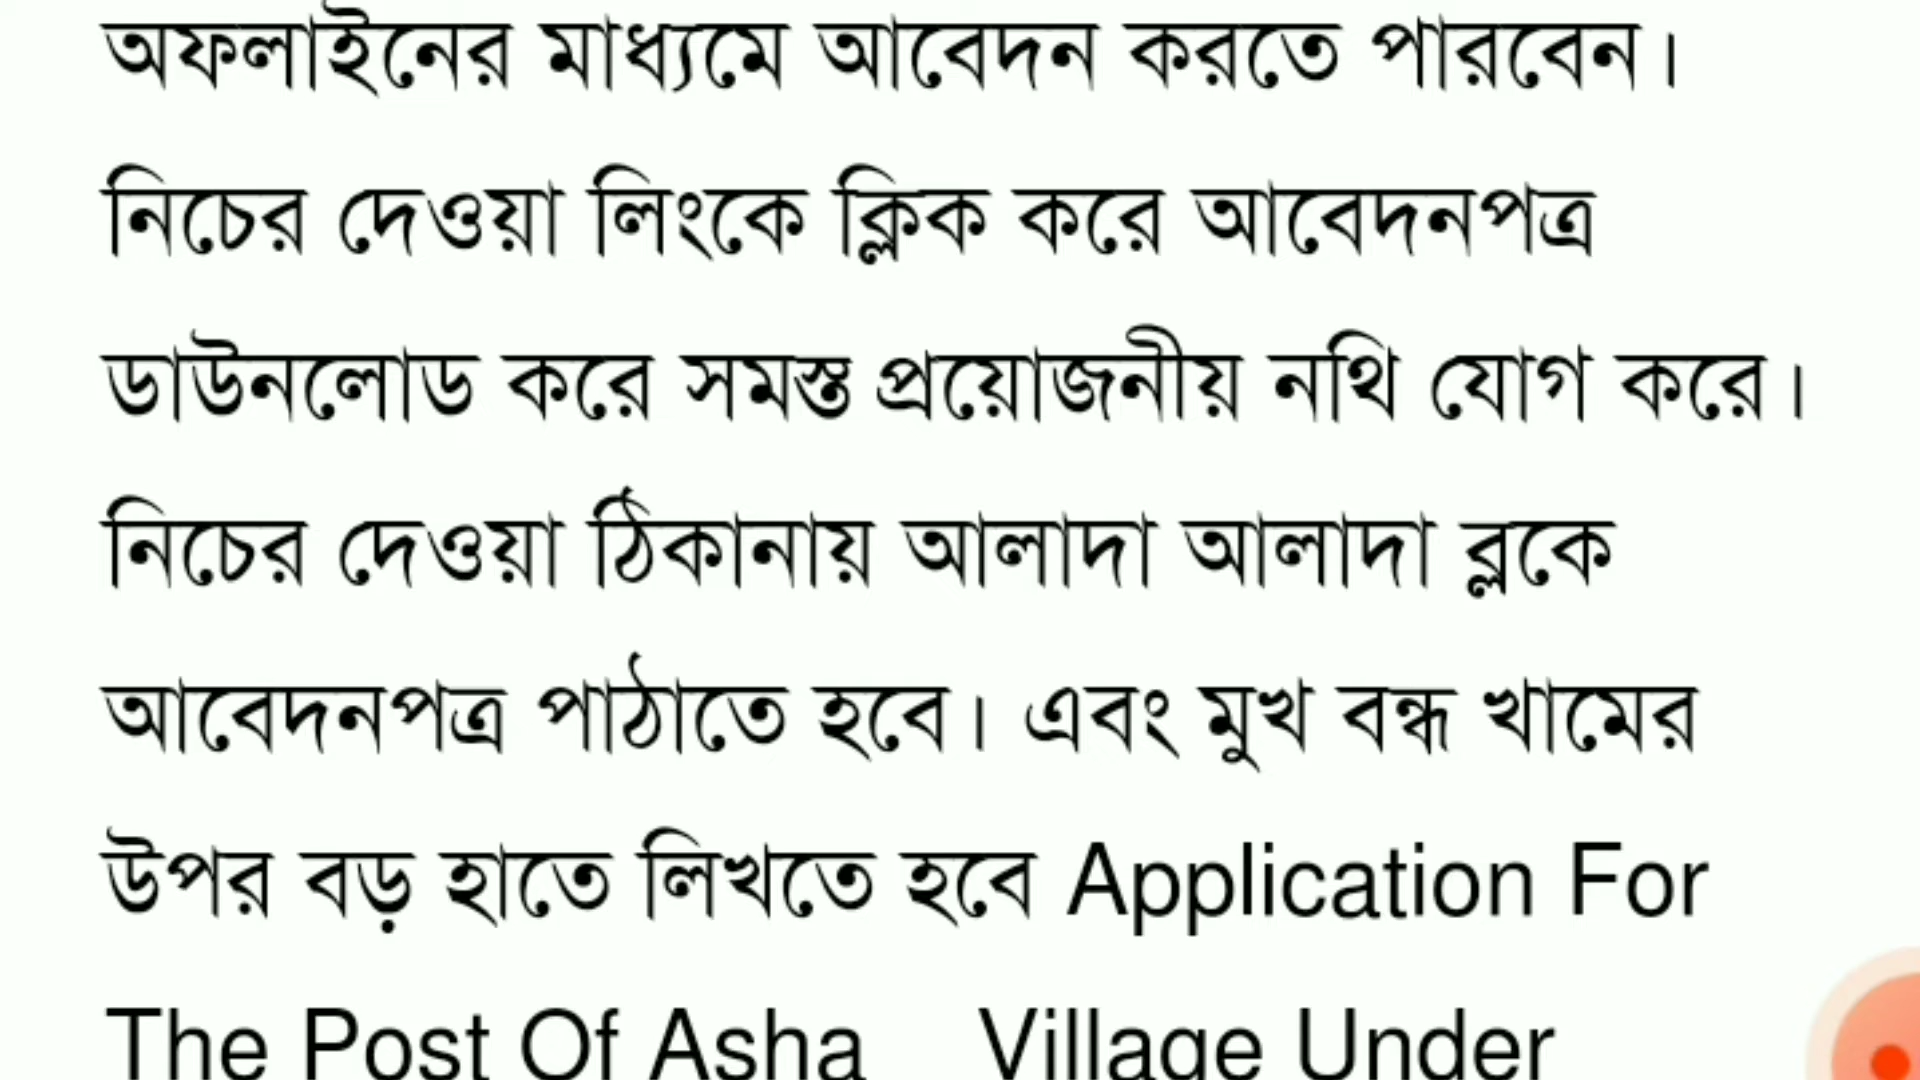 অফলাইনের মাধ্যমে আবেদন করতে পারবেন।
নিচের দেওয়া লিংকে ক্লিক করে আবেদনপত্র
ডাউনলোড করে সমস্ত প্রয়োজনীয় নথি যোগ করে।
নিচের দেওয়া ঠিকানায় আলাদা আলাদা ব্লকে
আবেদনপত্র পাঠাতে হবে। এবং মুখ বন্ধ খামের
উপর বড় হাতে লিখতে হবে Application For
The Post Of Asha Village Under